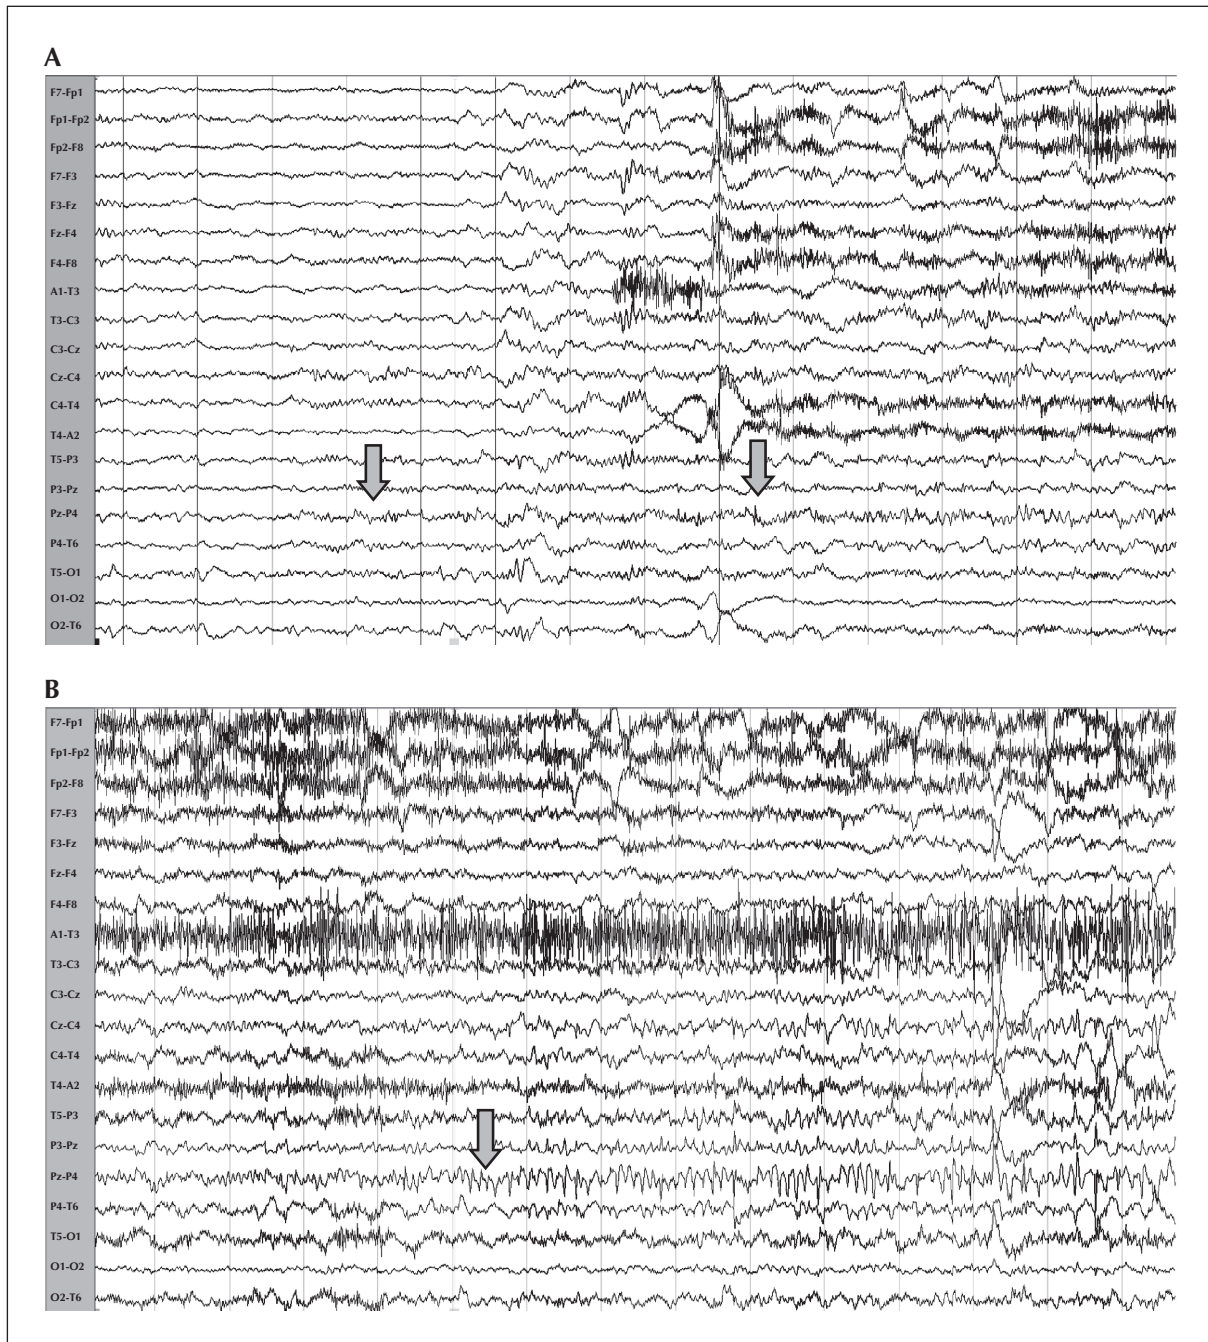 A
F7-Fp1
Fp1-Fp2
Fp2-F8
F7-F3
F3-Fz
Fz-F4
F4-F8
A1-T3
T3-C3
C3-Cz
Cz-C4
C4-T4
T4-A2
T5-P3
P3-Pz
Pz-P4
P4-T6
T5-O1
O1-O2
O2-T6
B
F7-Fp1
Fp1-Fp2
Fp2-F8
F7-F3
F3-Fz
Fz-F4
F4-F8
A1-T3
T3-C3
C3-Cz
Cz-C4
C4-T4
T4-A2
T5-P3
P3-Pz
Pz-P4
P4-T6
T5-O1
O1-O2
O2-T6